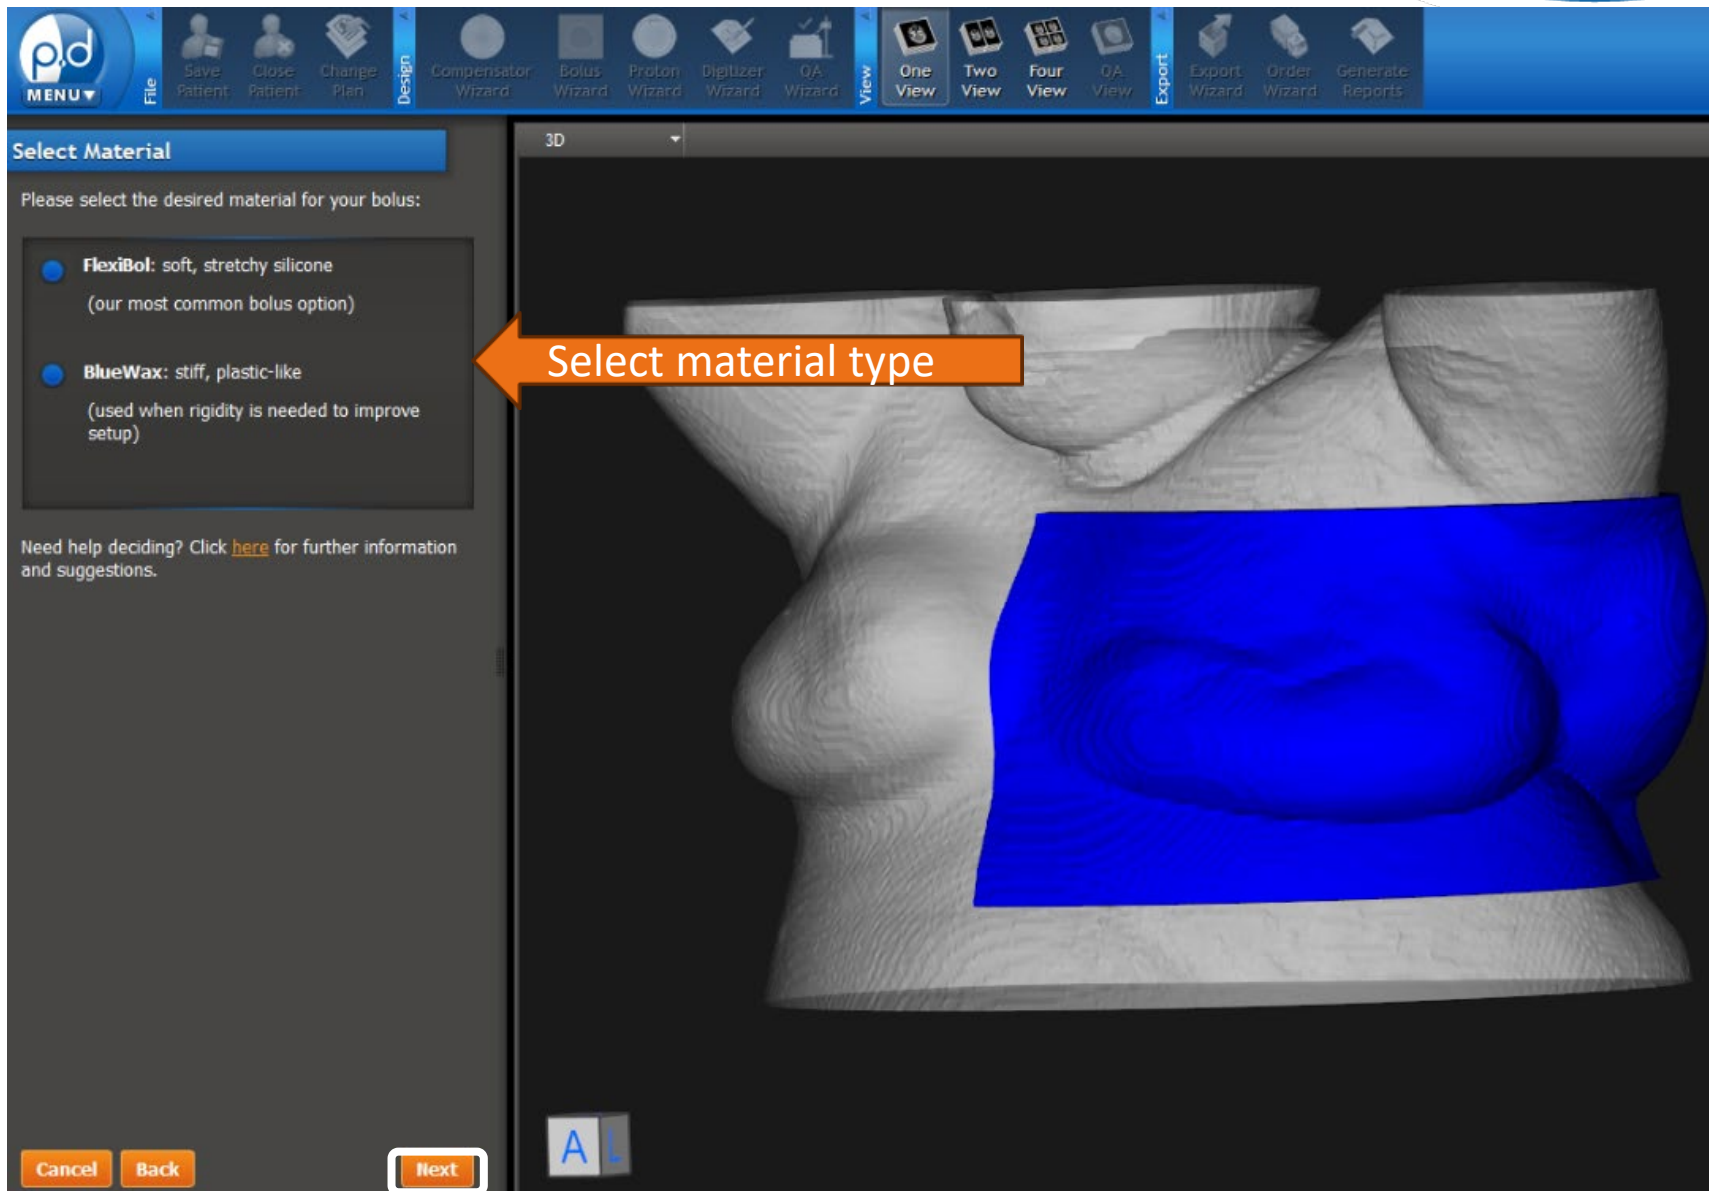 p.d
MENU▼
File
Save Patient
Close Patient
Change Plan
Design
Compensator Wizard
Bolus Wizard
Proton Wizard
Digitizer Wizard
QA Wizard
View
One View
Two View
Four View
QA View
Export
Export Wizard
Order Wizard
Generate Reports
Select Material
3D
Please select the desired material for your bolus:
FlexiBol: soft, stretchy silicone
(our most common bolus option)
Select material type
BlueWax: stiff, plastic-like
(used when rigidity is needed to improve
setup)
Need help deciding? Click here for further information
and suggestions.
A L
Cancel Back Next